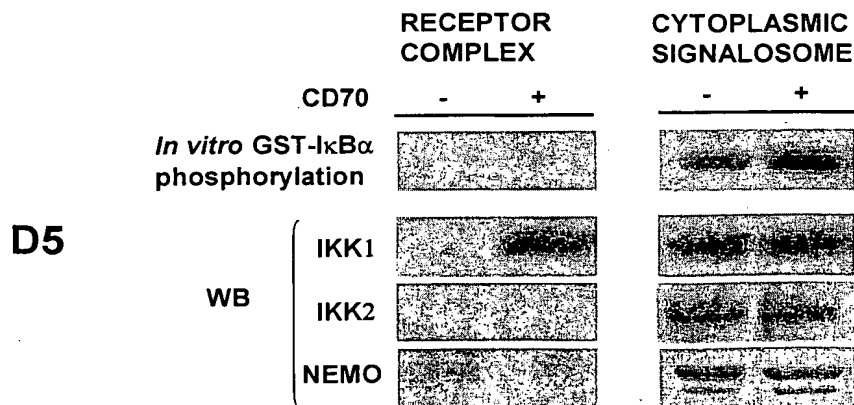 RECEPTOR COMPLEX
CYTOPLASMIC SIGNALOSOME
CD70 - + - +
In vitro GST-IκBα phosphorylation
D5
WB
IKK1
IKK2
NEMO